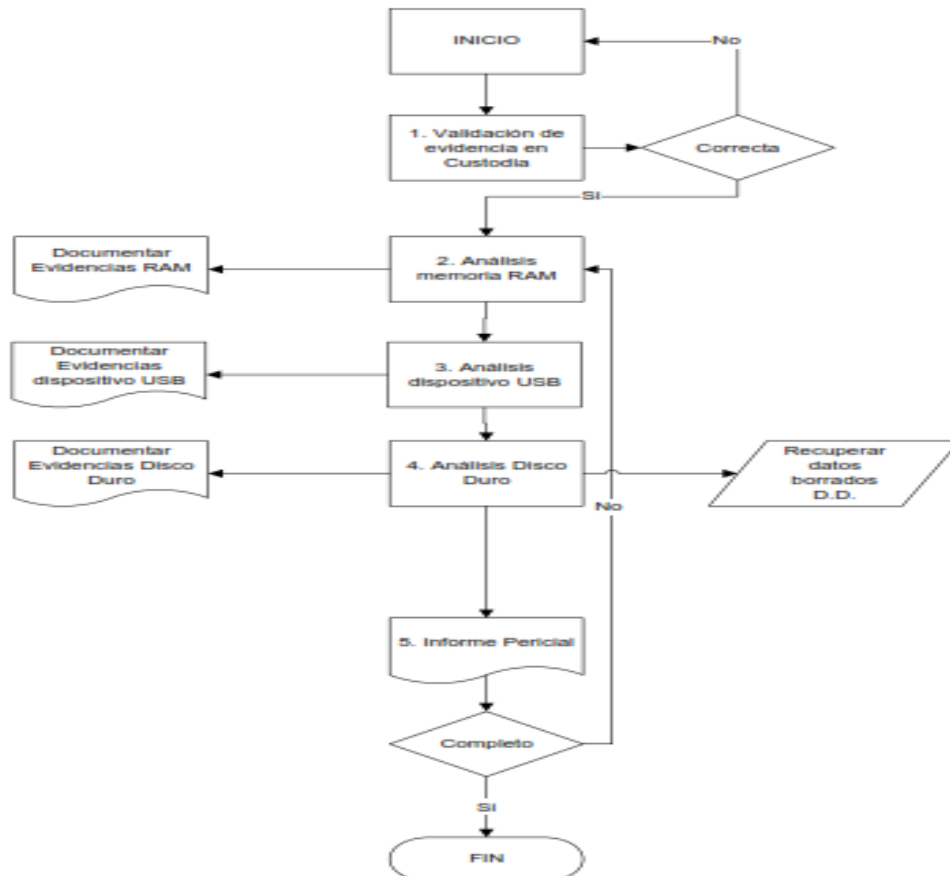 INICIO
No
1. Validación de
evidencia en
Custodia
Correcta
Si
Documentar
Evidencias RAM
2. Análisis
memoria RAM
Documentar
Evidencias
dispositivo USB
3. Análisis
dispositivo USB
Documentar
Evidencias Disco
Duro
4. Análisis Disco
Duro
Recuperar
datos
borrados
D.D.
No
5. Informe Pericial
Completo
Si
FIN